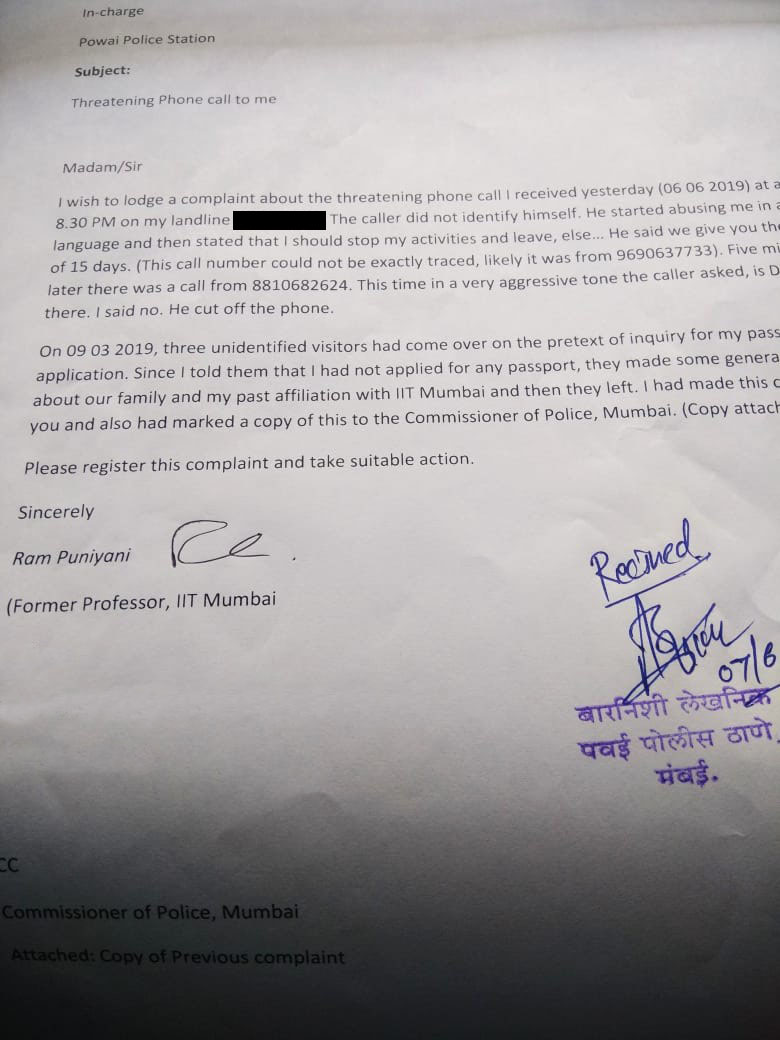 In-charge
Powai Police Station
Subject:
Threatening Phone call to me
Madam/Sir
I wish to lodge a complaint about the threatening phone call I received yesterday (06 06 2019) at
8.30 PM on my landline The caller did not identify himself. He started abusing me in
language and then stated that I should stop my activities and leave, else... He said we give you
of 15 days. (This call number could not be exactly traced, likely it was from 9690637733). Five
later there was a call from 8810682624. This time in a very aggressive tone the caller asked, is
there. I said no. He cut off the phone.
On 09 03 2019, three unidentified visitors had come over on the pretext of inquiry for my
application. Since I told them that I had not applied for any passport, they made some
about our family and my past affiliation with IIT Mumbai and then they left. I had made this
you and also had marked a copy of this to the Commissioner of Police, Mumbai. (Copy
Please register this complaint and take suitable action.
Sincerely
Ram Puniyani
(Former Professor, IIT Mumbai
Received
07/6
बारनिशी लेखनिक
पवई पोलीस ठाणे,
मुंबई.
CC
Commissioner of Police, Mumbai
Attached: Copy of Previous complaint